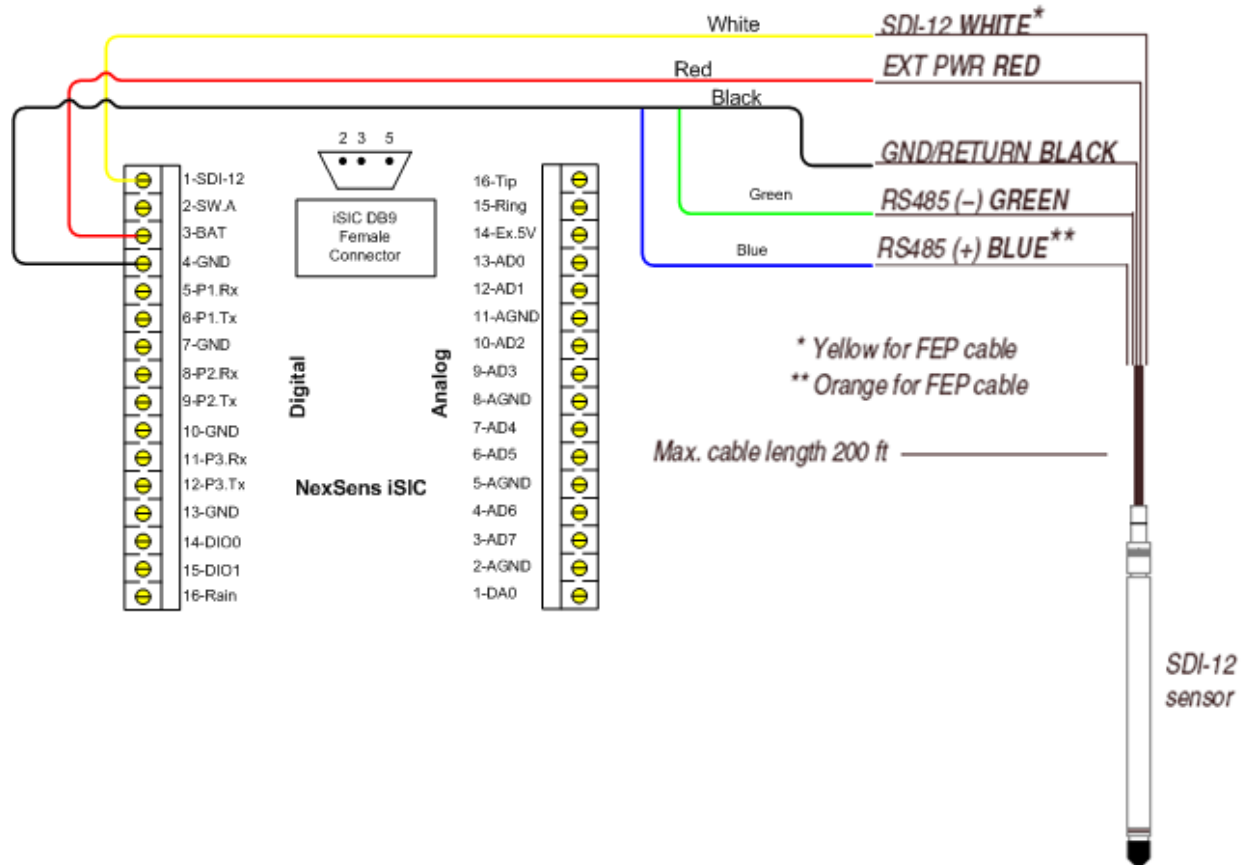 White
SDI-12 WHITE*
Red
EXT PWR RED
Black
GND/RETURN BLACK
Green
RS485 (–) GREEN
Blue
RS485 (+) BLUE**
2 3 5
iSIC DB9
Female
Connector
1-SDI-12
2-SW.A
3-BAT
4-GND
5-P1.Rx
6-P1.Tx
7-GND
8-P2.Rx
9-P2.Tx
10-GND
11-P3.Rx
12-P3.Tx
13-GND
14-DIO0
15-DIO1
16-Rain
Digital
Analog
NexSens iSIC
16-Tip
15-Ring
14-Ex.5V
13-AD0
12-AD1
11-AGND
10-AD2
9-AD3
8-AGND
7-AD4
6-AD5
5-AGND
4-AD6
3-AD7
2-AGND
1-DA0
* Yellow for FEP cable
** Orange for FEP cable
Max. cable length 200 ft
SDI-12
sensor